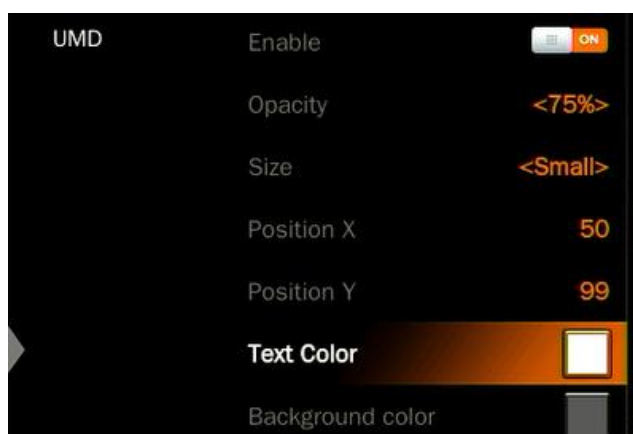 UMD Enable ON
Opacity <75%>
Size <Small>
Position X 50
Position Y 99
Text Color
Background color